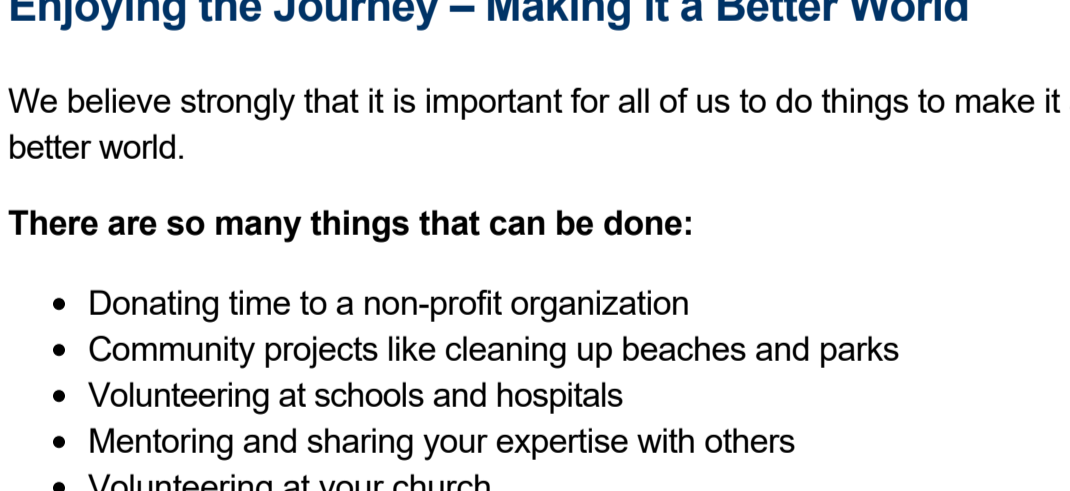 Enjoying the Journey – Making it a Better World
We believe strongly that it is important for all of us to do things to make it
better world.
There are so many things that can be done:
• Donating time to a non-profit organization
• Community projects like cleaning up beaches and parks
• Volunteering at schools and hospitals
• Mentoring and sharing your expertise with others
• Volunteering at your church